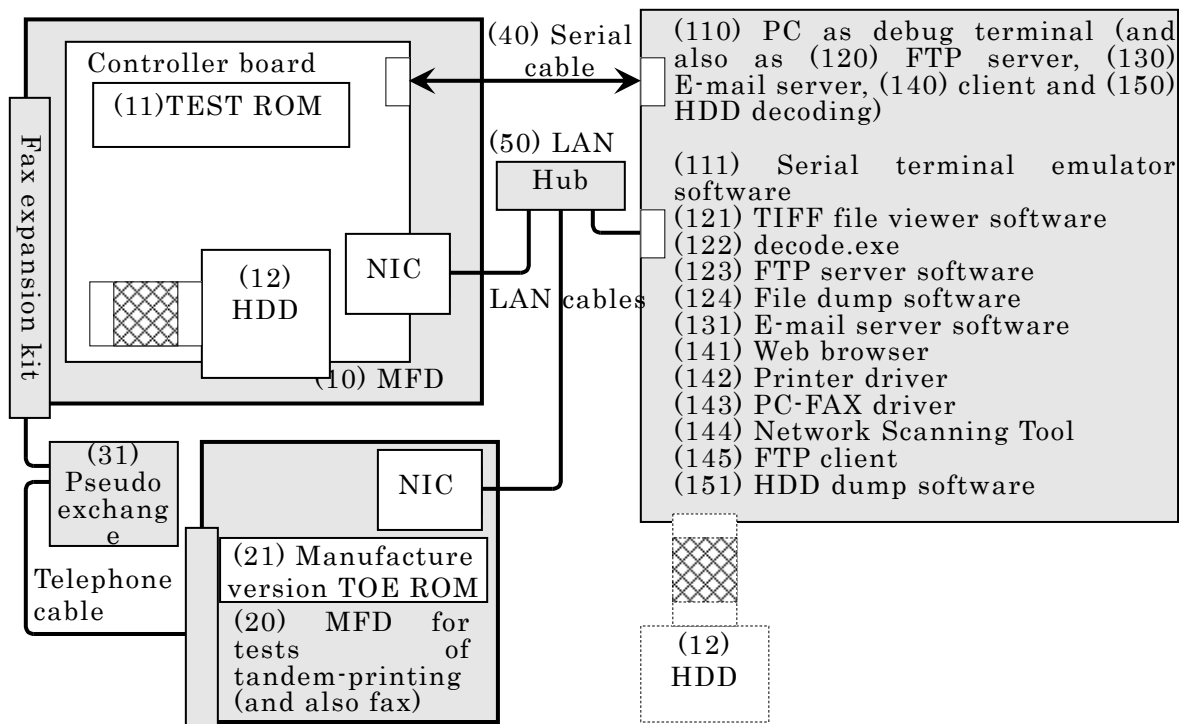 Controller board
(11)TEST ROM
Fax expansion kit
(12)
HDD
NIC
(10) MFD
(40) Serial
cable
(50) LAN
Hub
LAN cables
(110) PC as debug terminal (and
also as (120) FTP server, (130)
E-mail server, (140) client and (150)
HDD decoding)
(111) Serial terminal emulator
software
(121) TIFF file viewer software
(122) decode.exe
(123) FTP server software
(124) File dump software
(131) E-mail server software
(141) Web browser
(142) Printer driver
(143) PC-FAX driver
(144) Network Scanning Tool
(145) FTP client
(151) HDD dump software
(31)
Pseudo
exchang
e
Telephone
cable
NIC
(21) Manufacture
version TOE ROM
(20) MFD for
tests of
tandem-printing
(and also fax)
(12)
HDD